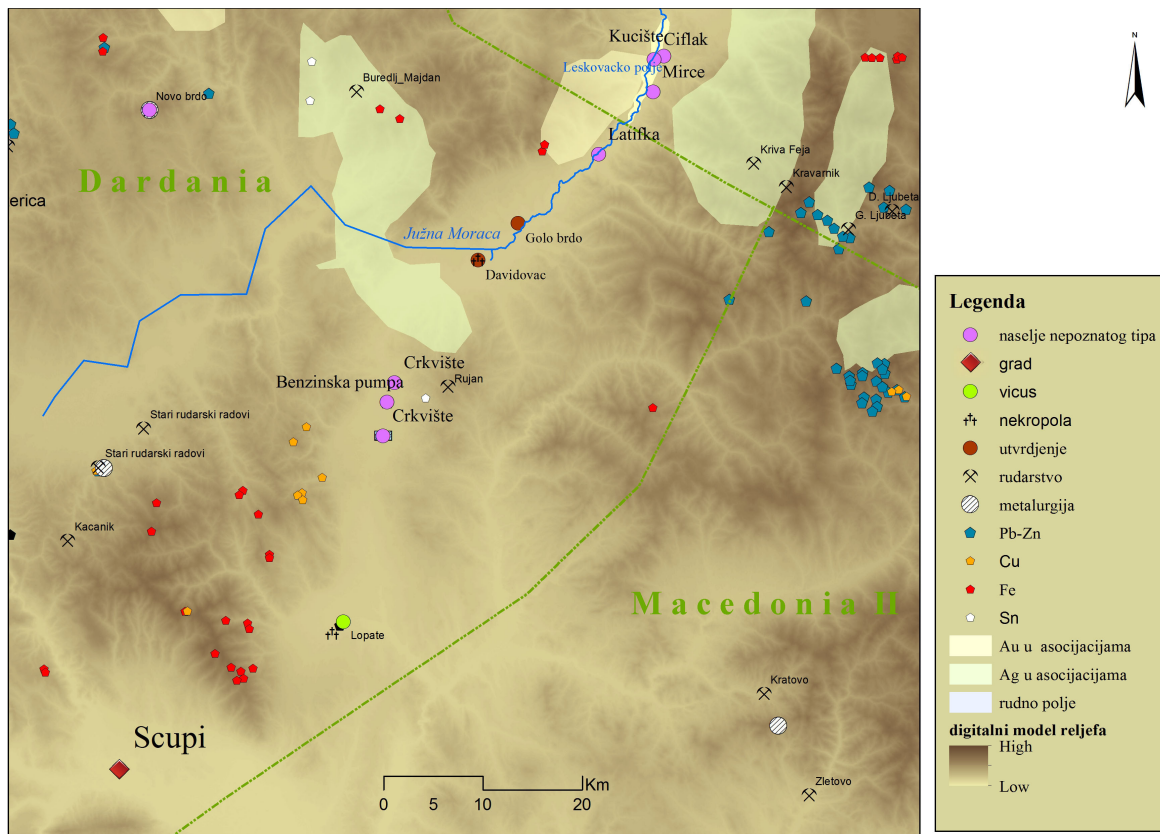 N
Kucište
Ciflak
Leskovacko polje
Mirce
Buredlj_Majdan
Novo brdo
Latifka
Kriva Feja
Kravarnik
Dardania
D. Ljubeta
erica
G. Ljubeta
Južna Moraca
Golo brdo
Davidovac
Crkvište
Rujan
Benzinska pumpa
Crkvište
Stari rudarski radovi
Stari rudarski radovi
Kacanik
Macedonia II
Lopate
Kratovo
Scupi
Zletovo
Km
0 5 10 20
Legenda
naselje nepoznatog tipa
grad
vicus
nekropola
utvrdjenje
rudarstvo
metalurgija
Pb-Zn
Cu
Fe
Sn
Au u asocijacijama
Ag u asocijacijama
rudno polje
digitalni model reljefa
High
Low